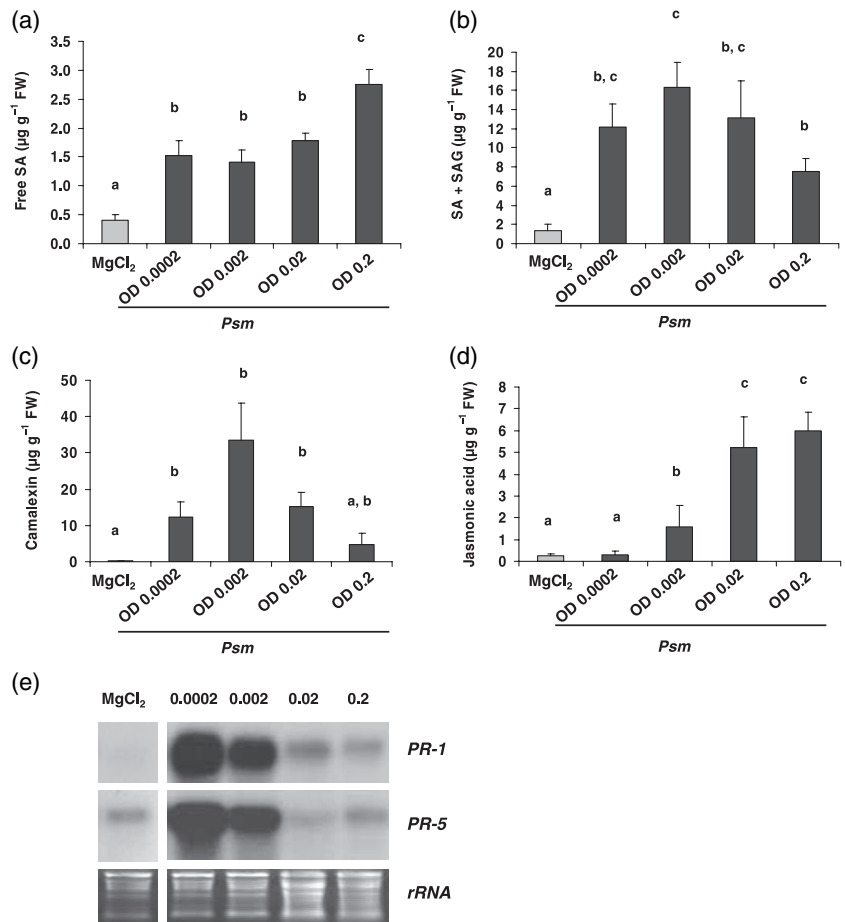 (a)
Free SA (µg g⁻¹ FW)
3.5
3.0
2.5
2.0
1.5
1.0
0.5
0.0
a
b
b
b
c
MgCl₂
OD 0.0002
OD 0.002
OD 0.02
OD 0.2
Psm
(b)
SA + SAG (µg g⁻¹ FW)
20
18
16
14
12
10
8
6
4
2
0
a
b, c
c
b, c
b
MgCl₂
OD 0.0002
OD 0.002
OD 0.02
OD 0.2
Psm
(c)
Camalexin (µg g⁻¹ FW)
50
40
30
20
10
0
a
b
b
b
a, b
MgCl₂
OD 0.0002
OD 0.002
OD 0.02
OD 0.2
Psm
(d)
Jasmonic acid (µg g⁻¹ FW)
8
7
6
5
4
3
2
1
0
a
a
b
c
c
MgCl₂
OD 0.0002
OD 0.002
OD 0.02
OD 0.2
Psm
(e)
MgCl₂ 0.0002 0.002 0.02 0.2
PR-1
PR-5
rRNA